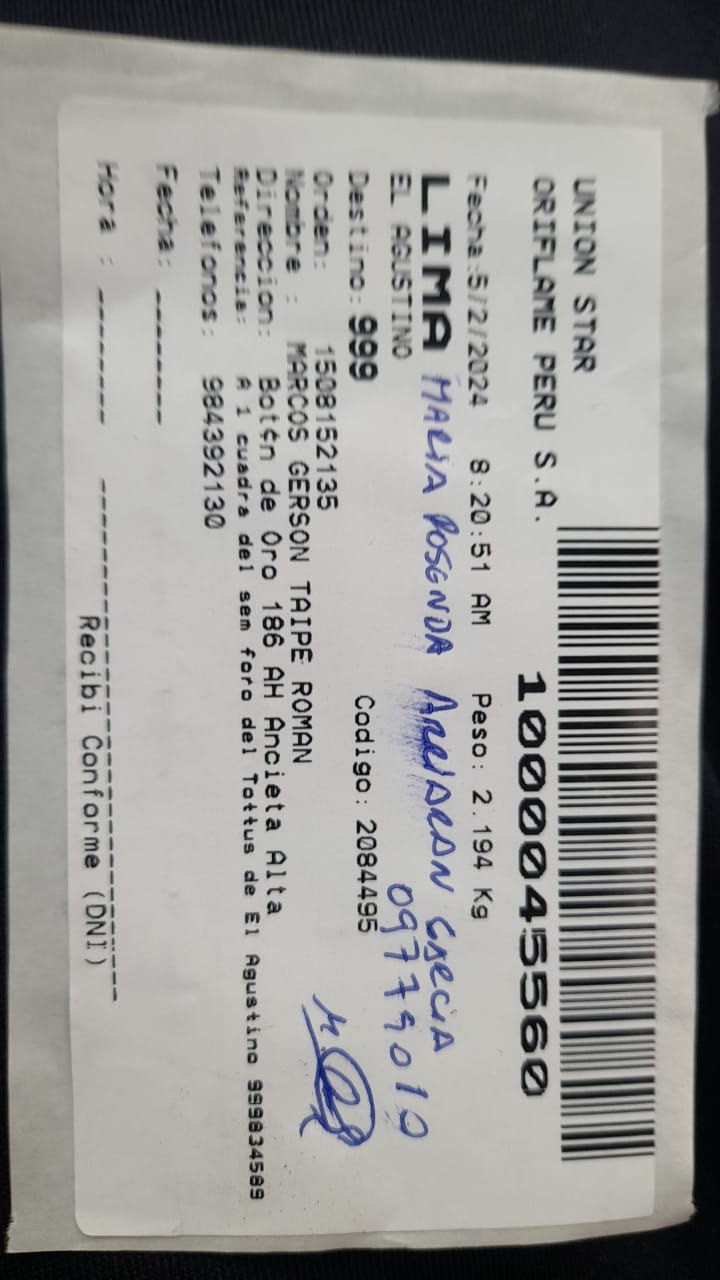 UNION STAR
ORIFLAME PERU S.A.
1000045560
Fecha:5/2/2024 8:20:51 AM Peso: 2.194 Kg
LIMA MARIA ROSENDA ARRIARAN GARCIA
EL AGUSTINO 09779010
Destino: 999 Codigo: 2084495
Orden: 1508152135
Nombre : MARCOS GERSON TAIPE ROMAN
Direccion: Bot¢n de Oro 186 AH Ancieta Alta
Referencia: A 1 cuadra del sem foro del Tottus de El Agustino 999834589
Telefonos: 984392130
Fecha: --------
Hora : --------
Recibi Conforme (DNI)